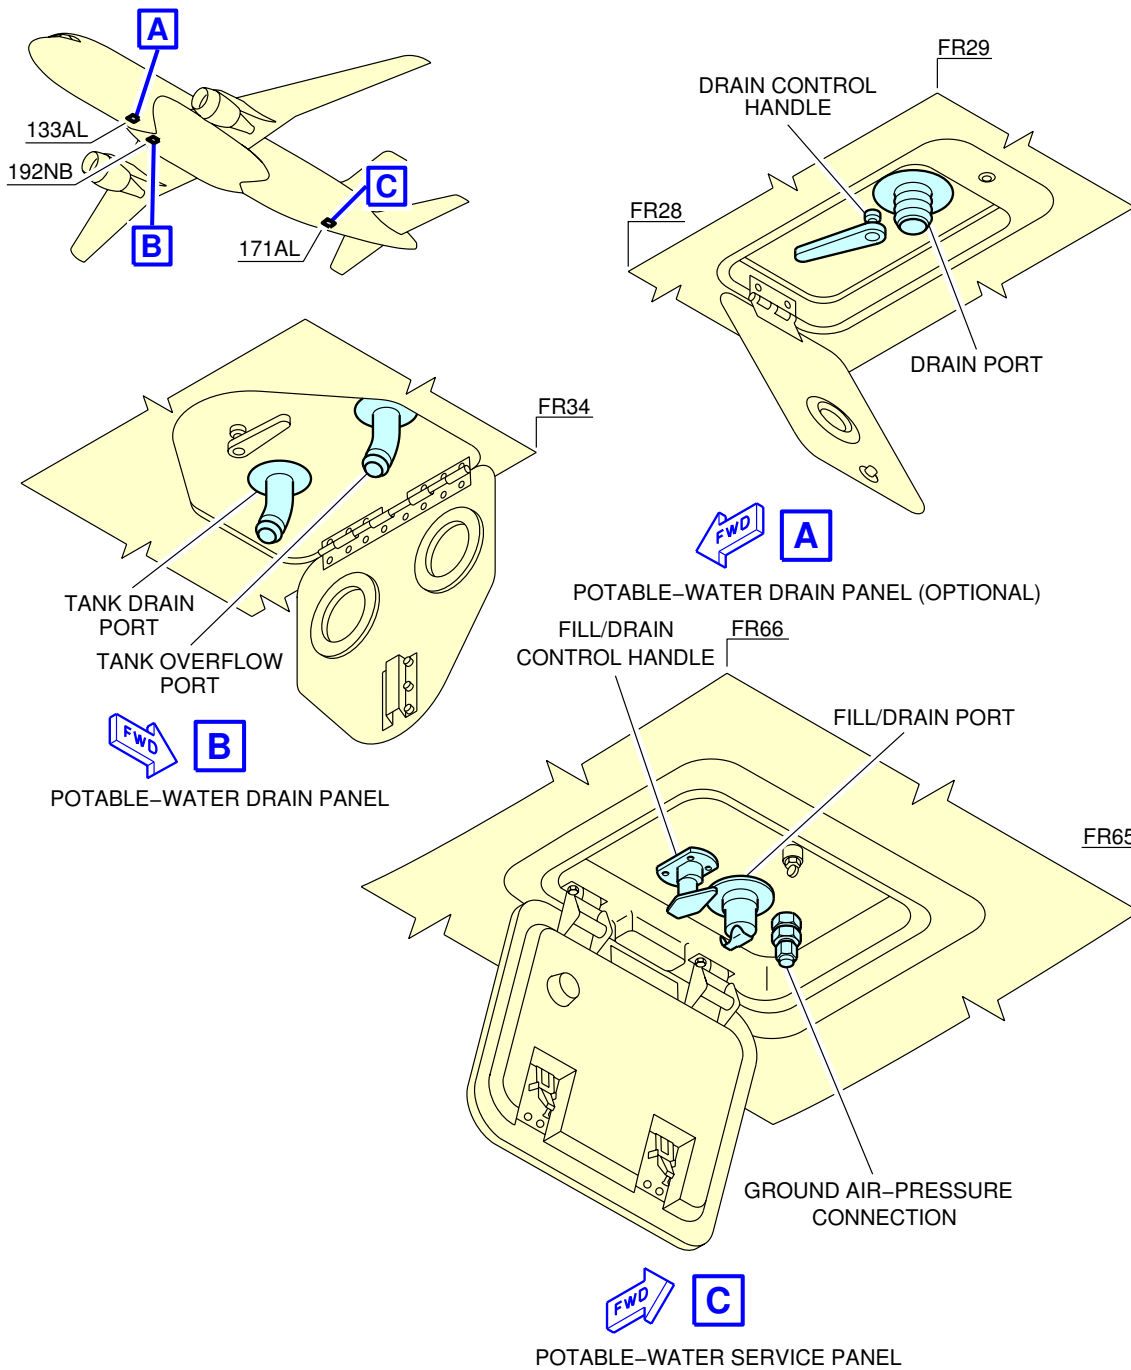 A
133AL
192NB
B
C
171AL
FR29
DRAIN CONTROL
HANDLE
FR28
DRAIN PORT
FWD
A
POTABLE–WATER DRAIN PANEL (OPTIONAL)
FR34
TANK DRAIN
PORT
TANK OVERFLOW
PORT
FWD
B
POTABLE–WATER DRAIN PANEL
FILL/DRAIN
CONTROL HANDLE
FR66
FILL/DRAIN PORT
FR65
GROUND AIR–PRESSURE
CONNECTION
FWD
C
POTABLE–WATER SERVICE PANEL